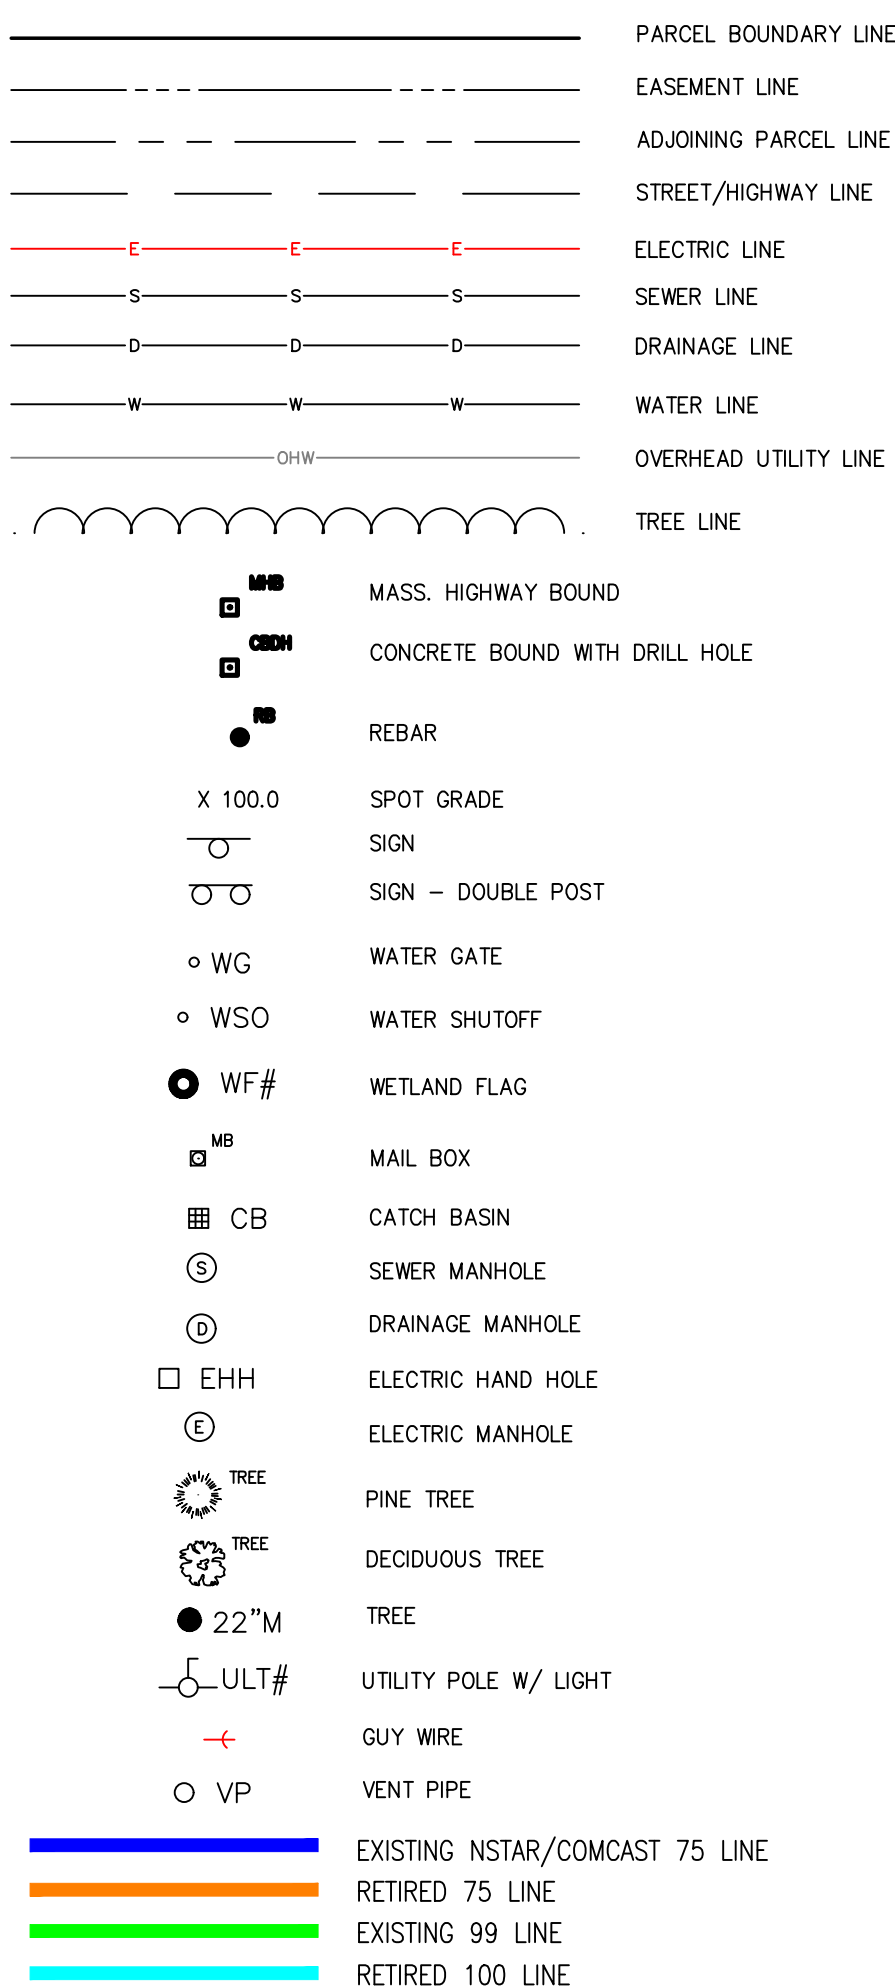 PARCEL BOUNDARY LINE
EASEMENT LINE
ADJOINING PARCEL LINE
STREET/HIGHWAY LINE
E E E ELECTRIC LINE
S S S SEWER LINE
D D D DRAINAGE LINE
W W W WATER LINE
OHW OVERHEAD UTILITY LINE
TREE LINE
MHB MASS. HIGHWAY BOUND
CBDH CONCRETE BOUND WITH DRILL HOLE
RB REBAR
X 100.0 SPOT GRADE
SIGN
SIGN – DOUBLE POST
WG WATER GATE
WSO WATER SHUTOFF
WF# WETLAND FLAG
MB MAIL BOX
CB CATCH BASIN
S SEWER MANHOLE
D DRAINAGE MANHOLE
EHH ELECTRIC HAND HOLE
E ELECTRIC MANHOLE
TREE PINE TREE
TREE DECIDUOUS TREE
22"M TREE
ULT# UTILITY POLE W/ LIGHT
GUY WIRE
VP VENT PIPE
EXISTING NSTAR/COMCAST 75 LINE
RETIRED 75 LINE
EXISTING 99 LINE
RETIRED 100 LINE